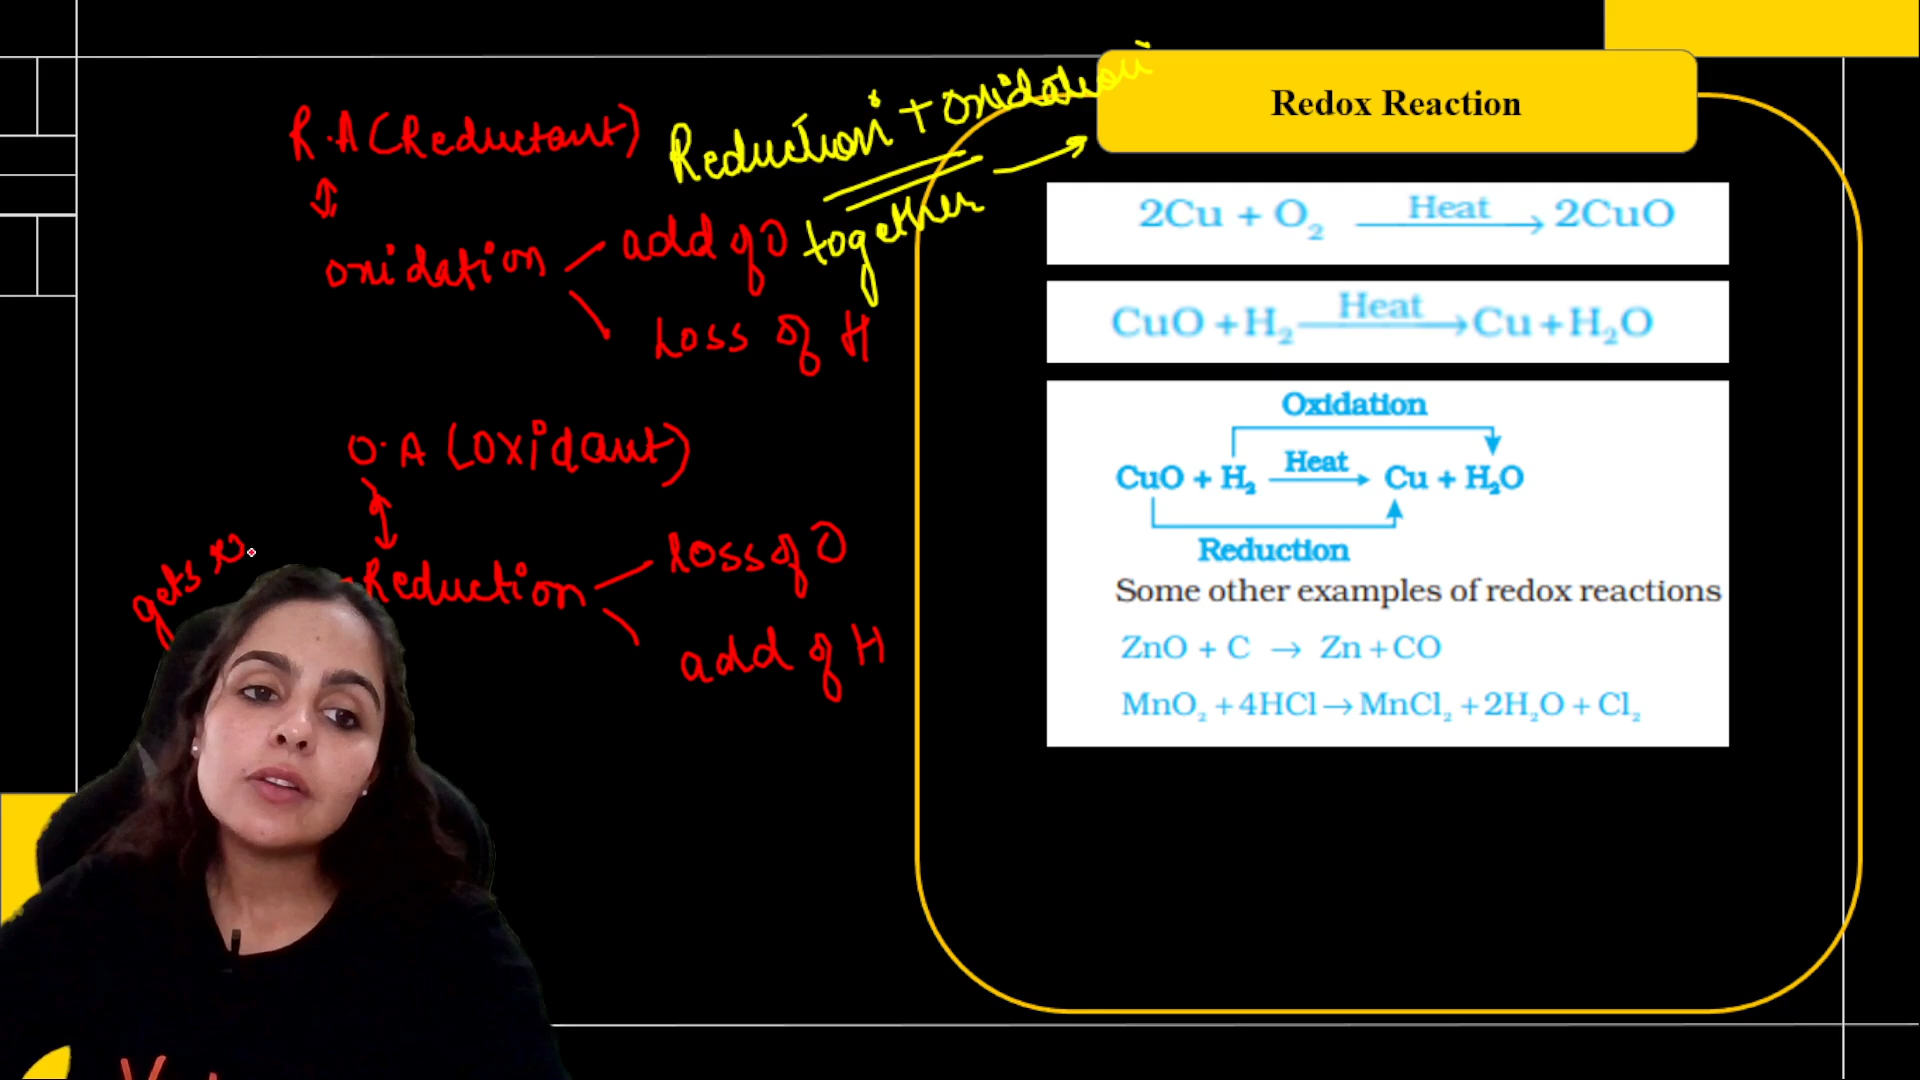 R.A (Reductant)
oxidation
add of O
Loss of H
O.A (Oxidant)
gets
Reduction
loss of O
add of H
Reduction + Oxidation
together
Redox Reaction
2Cu + O₂ Heat → 2CuO
CuO + H₂ Heat → Cu + H₂O
Oxidation
CuO + H₂ Heat → Cu + H₂O
Reduction
Some other examples of redox reactions
ZnO + C → Zn + CO
MnO₂ + 4HCl → MnCl₂ + 2H₂O + Cl₂